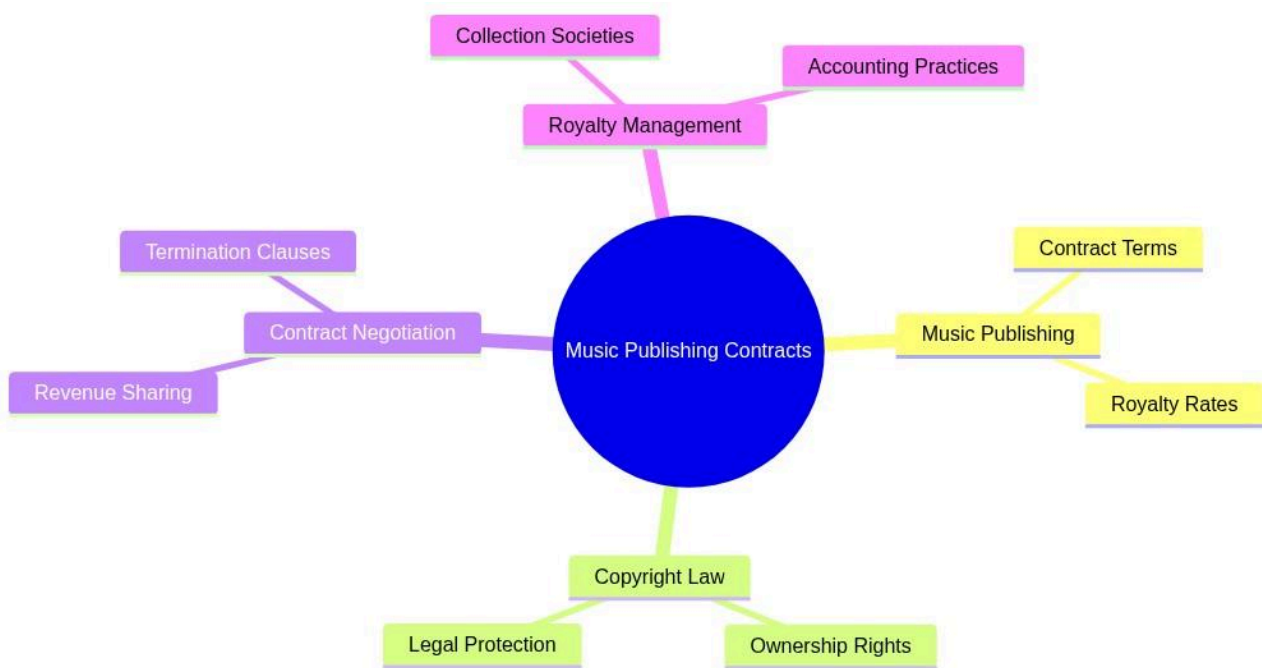 Collection Societies
Accounting Practices
Royalty Management
Termination Clauses
Contract Terms
Contract Negotiation
Music Publishing
Music Publishing Contracts
Revenue Sharing
Royalty Rates
Copyright Law
Legal Protection
Ownership Rights